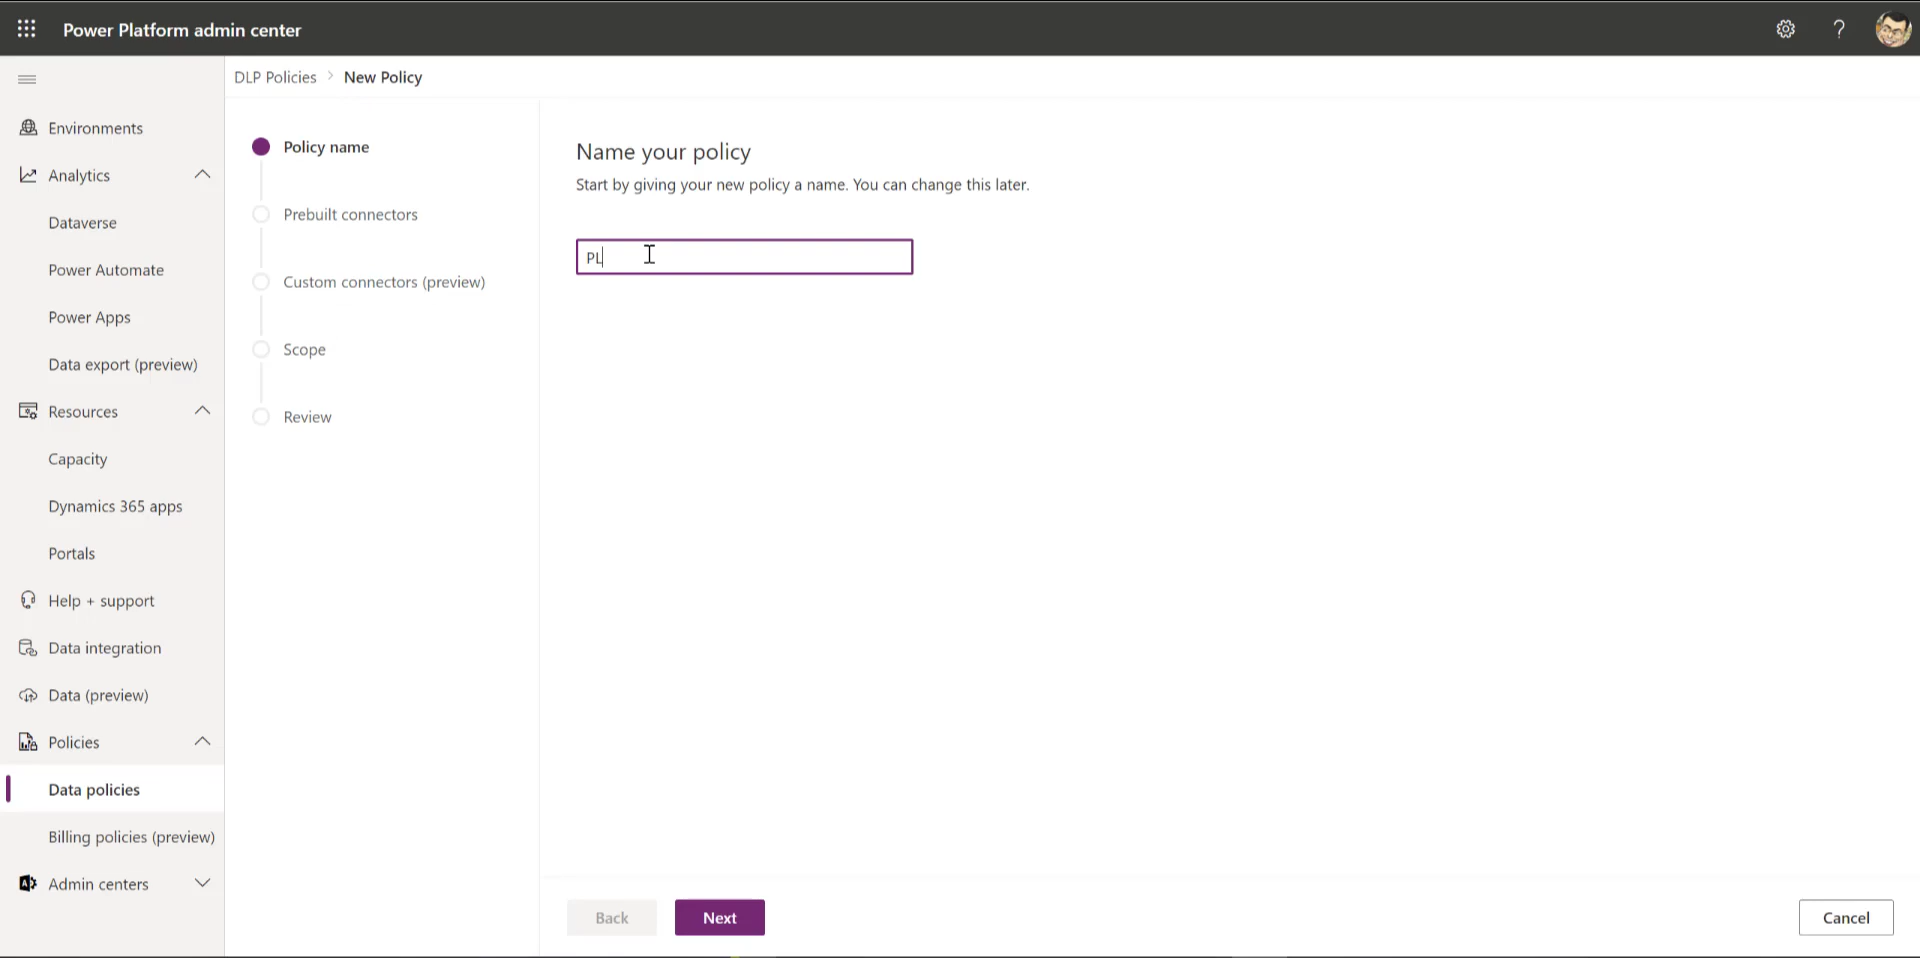 Power Platform admin center
?
DLP Policies > New Policy
Environments
Analytics
Dataverse
Power Automate
Power Apps
Data export (preview)
Resources
Capacity
Dynamics 365 apps
Portals
Help + support
Data integration
Data (preview)
Policies
Data policies
Billing policies (preview)
Admin centers
Policy name
Prebuilt connectors
Custom connectors (preview)
Scope
Review
Name your policy
Start by giving your new policy a name. You can change this later.
PL
Back
Next
Cancel